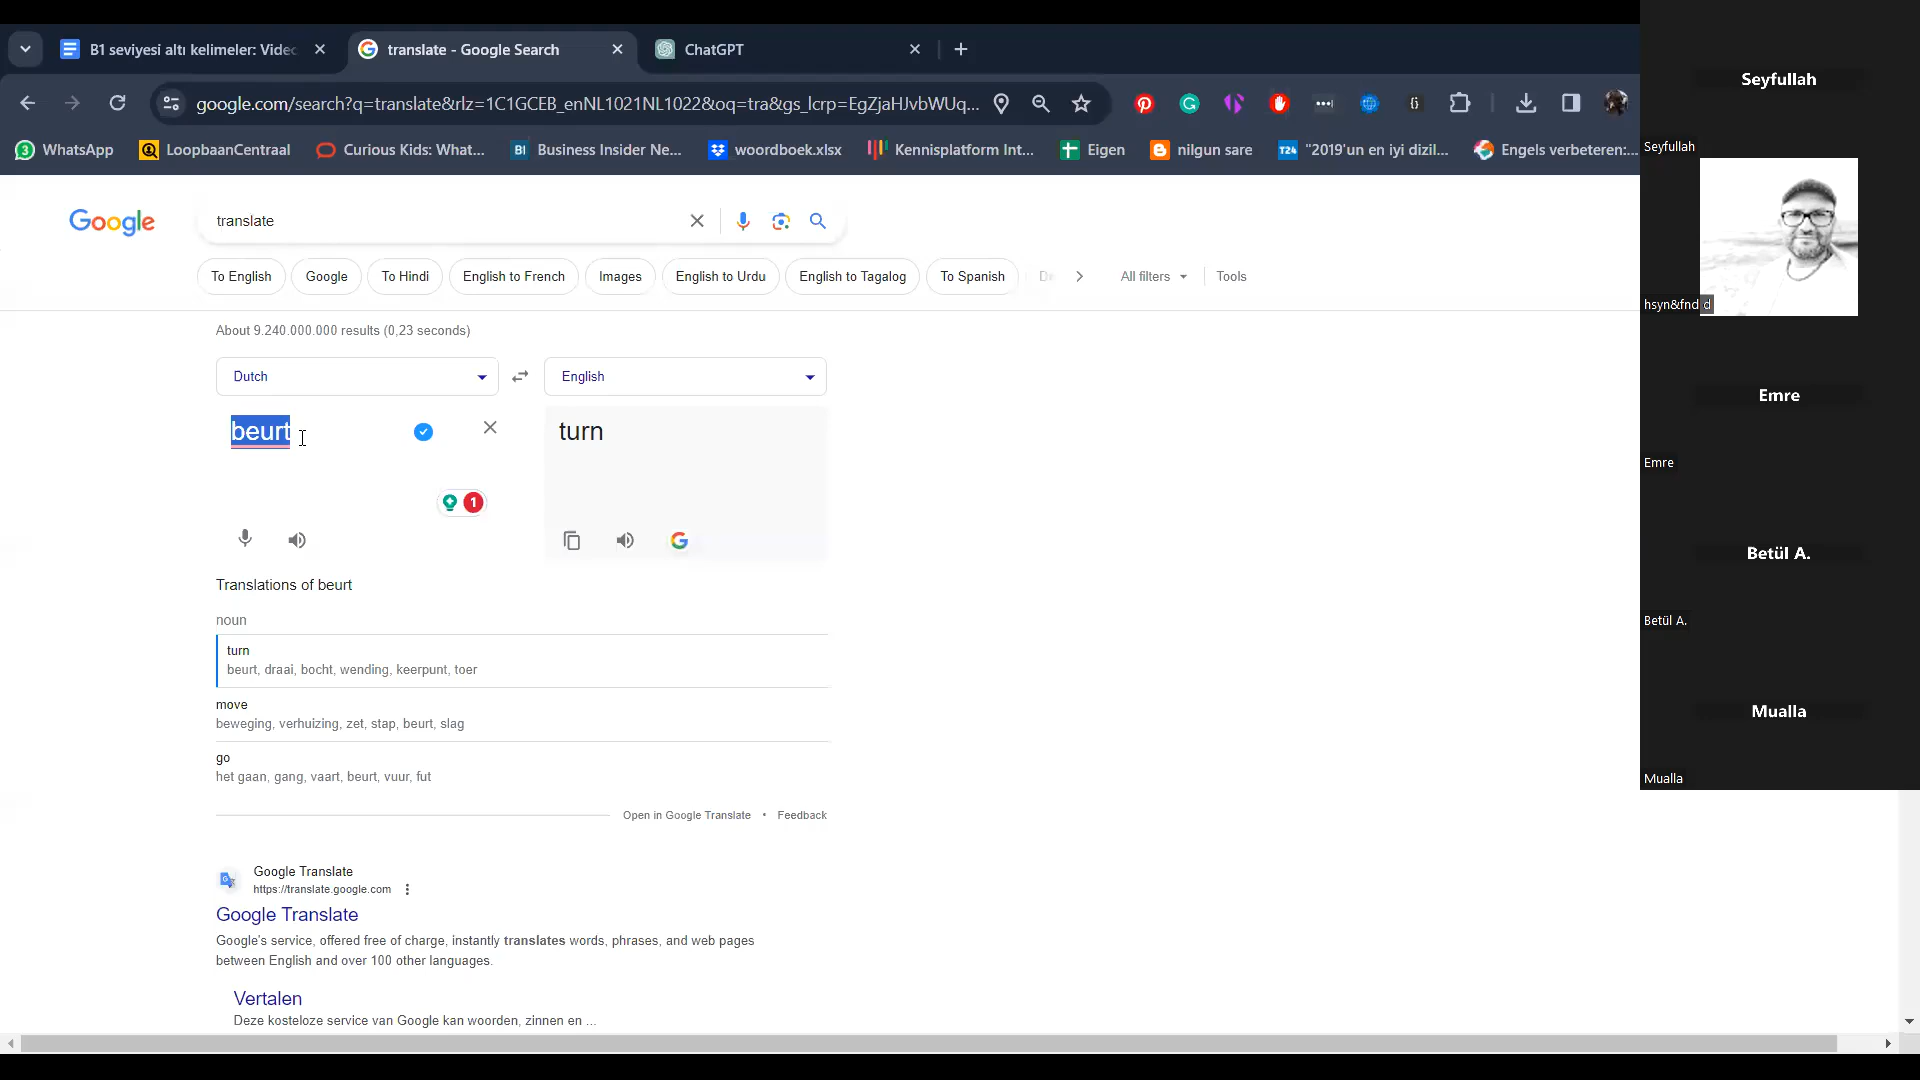 B1 seviyesi altı kelimeler: Videc
translate - Google Search
ChatGPT
google.com/search?q=translate&rlz=1C1GCEB_enNL1021NL1022&oq=tra&gs_lcrp=EgZjaHJvbWUq...
3 WhatsApp
LoopbaanCentraal
Curious Kids: What...
BI Business Insider Ne...
woordboek.xlsx
Kennisplatform Int...
Eigen
nilgun sare
T24 "2019'un en iyi dizil...
Engels verbeteren:...
Google
translate
To English
Google
To Hindi
English to French
Images
English to Urdu
English to Tagalog
To Spanish
All filters
Tools
About 9.240.000.000 results (0,23 seconds)
Dutch
English
beurt
turn
1
Translations of beurt
noun
turn
beurt, draai, bocht, wending, keerpunt, toer
move
beweging, verhuizing, zet, stap, beurt, slag
go
het gaan, gang, vaart, beurt, vuur, fut
Open in Google Translate • Feedback
Google Translate
https://translate.google.com
Google Translate
Google's service, offered free of charge, instantly translates words, phrases, and web pages
between English and over 100 other languages.
Vertalen
Deze kosteloze service van Google kan woorden, zinnen en ...
Seyfullah
Seyfullah
hsyn&fnd d
Emre
Emre
Betül A.
Betül A.
Mualla
Mualla